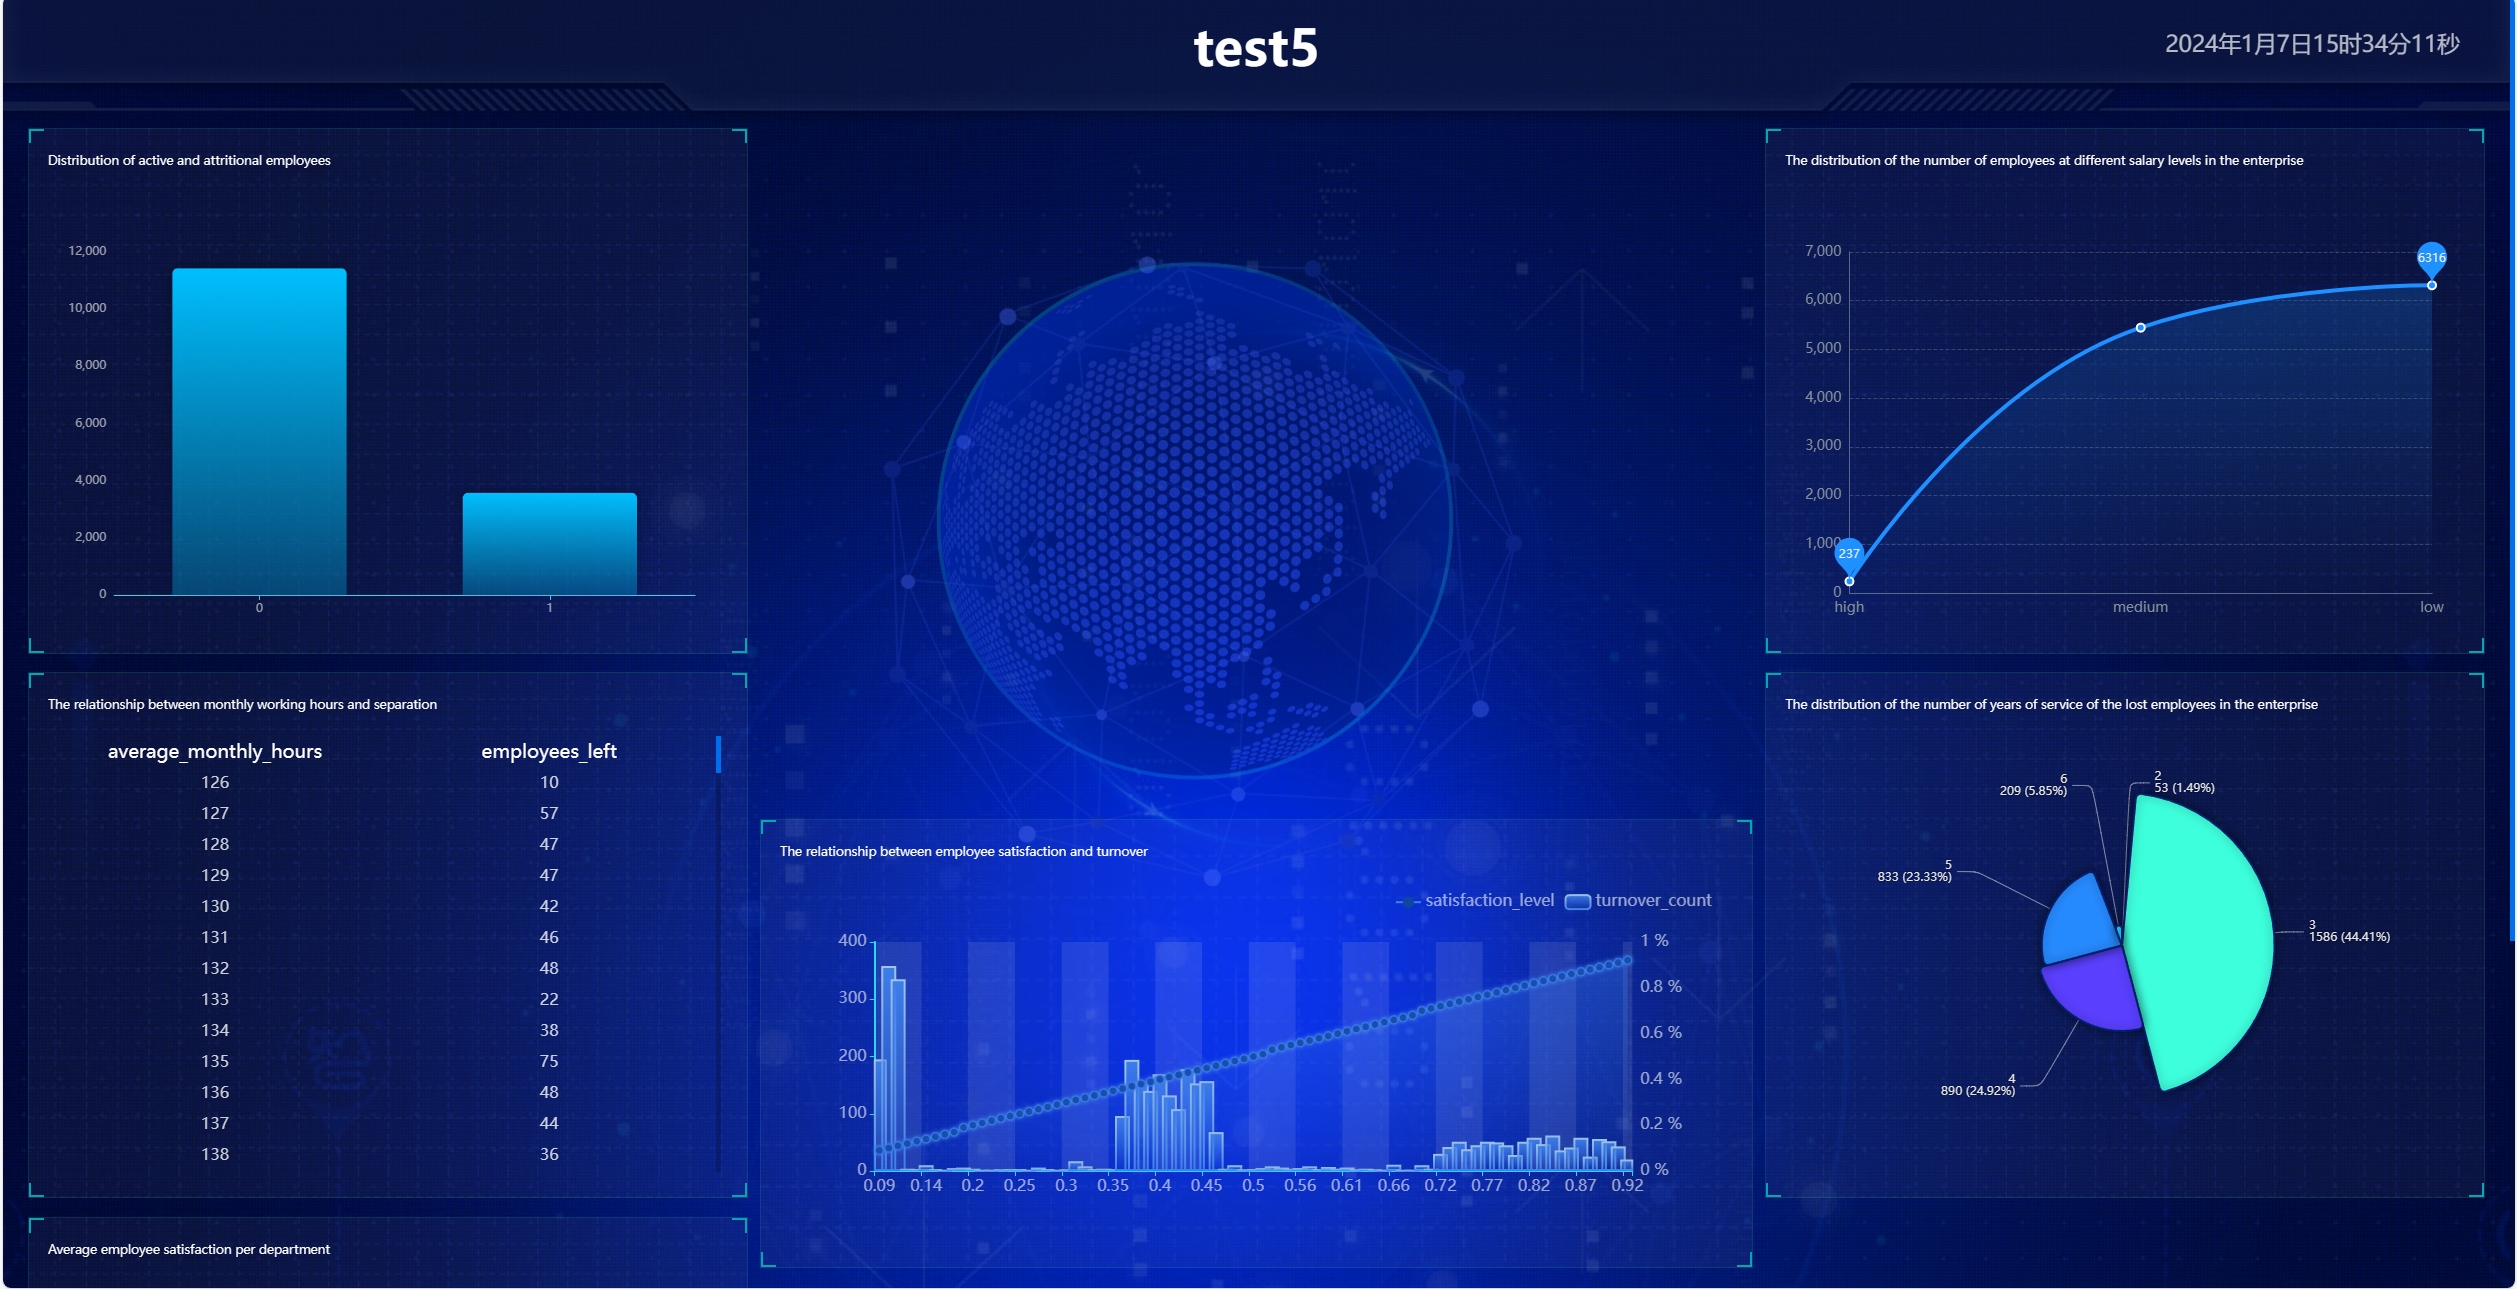 test5
2024年1月7日15时34分11秒
Distribution of active and attritional employees
12,000
10,000
8,000
6,000
4,000
2,000
0
0 1
The relationship between monthly working hours and separation
average_monthly_hours employees_left
126 10
127 57
128 47
129 47
130 42
131 46
132 48
133 22
134 38
135 75
136 48
137 44
138 36
Average employee satisfaction per department
The relationship between employee satisfaction and turnover
satisfaction_level turnover_count
400 1 %
300 0.8 %
0.6 %
200 0.4 %
100 0.2 %
0 0 %
0.09 0.14 0.2 0.25 0.3 0.35 0.4 0.45 0.5 0.56 0.61 0.66 0.72 0.77 0.82 0.87 0.92
The distribution of the number of employees at different salary levels in the enterprise
7,000
6316
6,000
5,000
4,000
3,000
2,000
1,000
237
0
high medium low
The distribution of the number of years of service of the lost employees in the enterprise
2
53 (1.49%)
6
209 (5.85%)
5
833 (23.33%)
3
1586 (44.41%)
4
890 (24.92%)